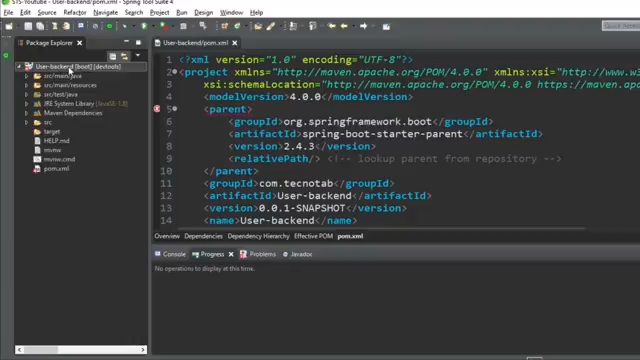 STS-Youtube - User-backend/pom.xml - Spring Tool Suite 4
File Edit Source Refactor Navigate Search Project Run Window Help
Package Explorer
User-backend [boot] [devtools]
src/main/java
src/main/resources
src/test/java
JRE System Library [JavaSE-1.8]
Maven Dependencies
src
target
HELP.md
mvnw
mvnw.cmd
pom.xml
User-backend/pom.xml
1 <?xml version="1.0" encoding="UTF-8"?>
2 <project xmlns="http://maven.apache.org/POM/4.0.0" xmlns:xsi="http://www.w3
3 xsi:schemaLocation="http://maven.apache.org/POM/4.0.0
4 <modelVersion>4.0.0</modelVersion>
5 <parent>
6 <groupId>org.springframework.boot</groupId>
7 <artifactId>spring-boot-starter-parent</artifactId>
8 <version>2.4.3</version>
9 <relativePath/> <!-- lookup parent from repository -->
10 </parent>
11 <groupId>com.tecnotab</groupId>
12 <artifactId>User-backend</artifactId>
13 <version>0.0.1-SNAPSHOT</version>
14 <name>User-backend</name>
Overview Dependencies Dependency Hierarchy Effective POM pom.xml
Console Progress Problems Javadoc
No operations to display at this time.